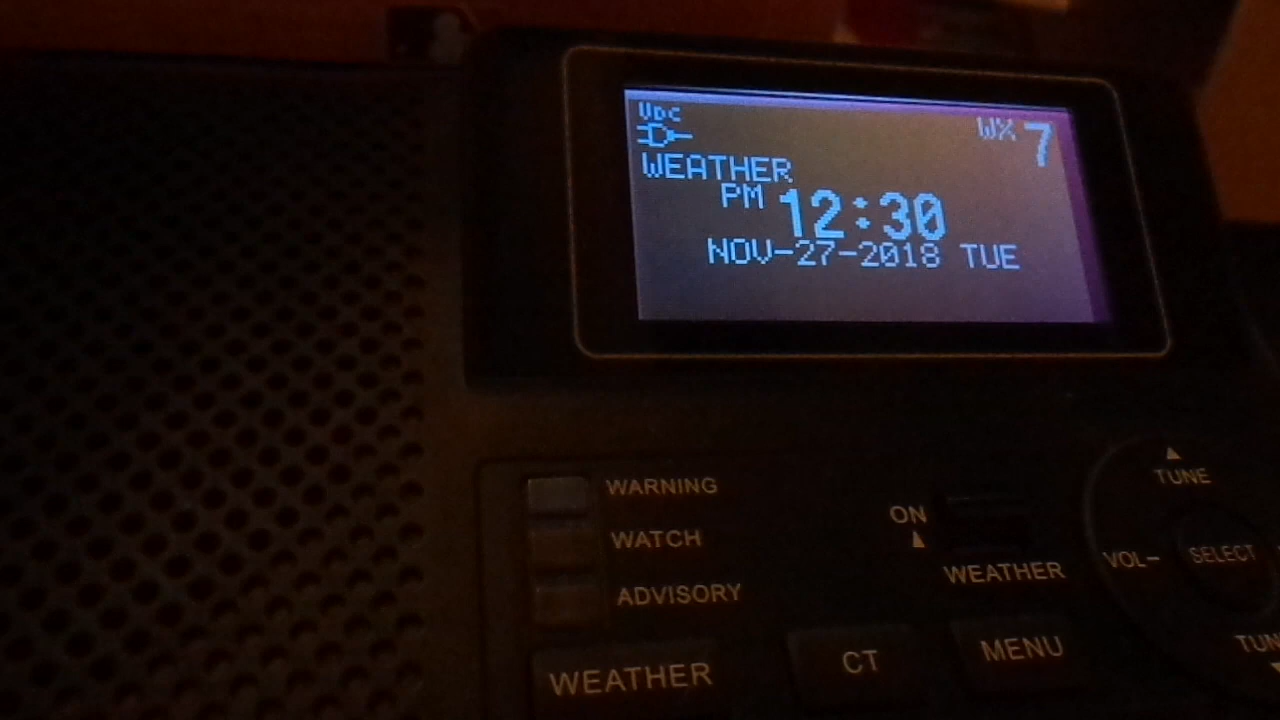 VDC
WX 7
WEATHER
PM 12:30
NOV-27-2018 TUE
WARNING
WATCH
ADVISORY
ON
WEATHER
TUNE
VOL-
SELECT
WEATHER
CT
MENU
TUN